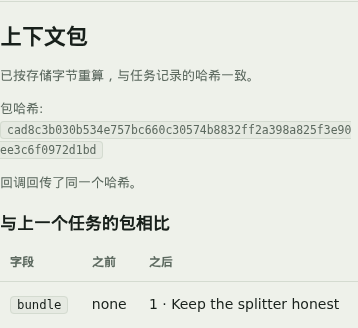 上下文包
已按存储字节重算，与任务记录的哈希一致。
包哈希:
cad8c3b030b534e757bc660c30574b8832ff2a398a825f3e90
ee3c6f0972d1bd
回调回传了同一个哈希。
与上一个任务的包相比
字段 之前 之后
bundle none 1 · Keep the splitter honest